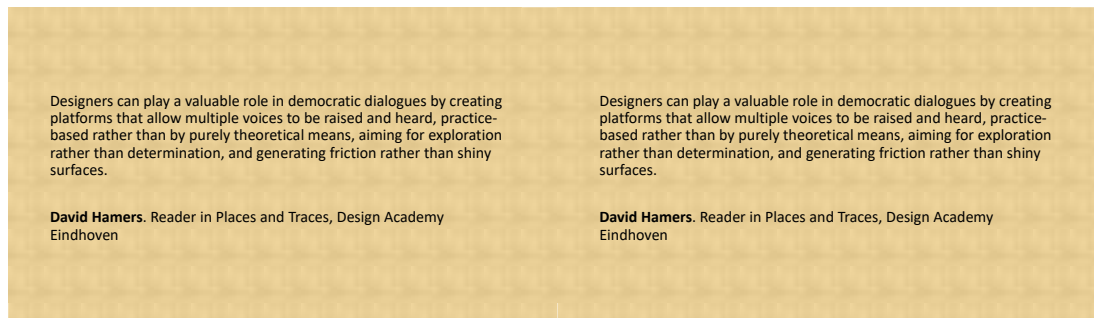 Designers can play a valuable role in democratic dialogues by creating
platforms that allow multiple voices to be raised and heard, practice-
based rather than by purely theoretical means, aiming for exploration
rather than determination, and generating friction rather than shiny
surfaces.
David Hamers. Reader in Places and Traces, Design Academy
Eindhoven
Designers can play a valuable role in democratic dialogues by creating
platforms that allow multiple voices to be raised and heard, practice-
based rather than by purely theoretical means, aiming for exploration
rather than determination, and generating friction rather than shiny
surfaces.
David Hamers. Reader in Places and Traces, Design Academy
Eindhoven